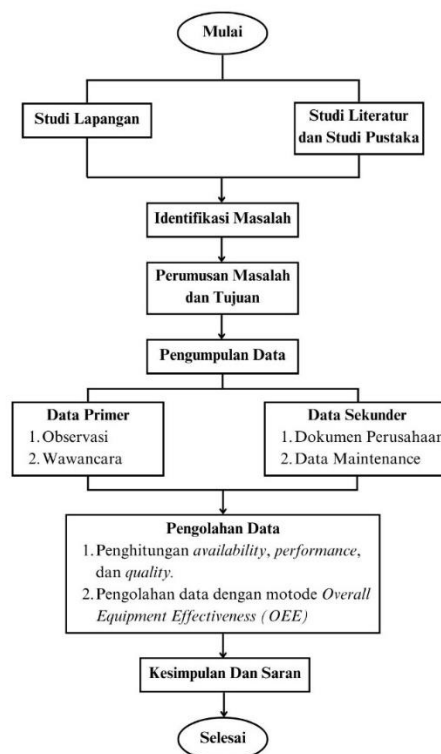 Mulai
Studi Lapangan
Studi Literatur
dan Studi Pustaka
Identifikasi Masalah
Perumusan Masalah
dan Tujuan
Pengumpulan Data
Data Primer
1. Observasi
2. Wawancara
Data Sekunder
1. Dokumen Perusahaan
2. Data Maintenance
Pengolahan Data
1. Penghitungan availability, performance,
dan quality.
2. Pengolahan data dengan motode Overall
Equipment Effectiveness (OEE)
Kesimpulan Dan Saran
Selesai